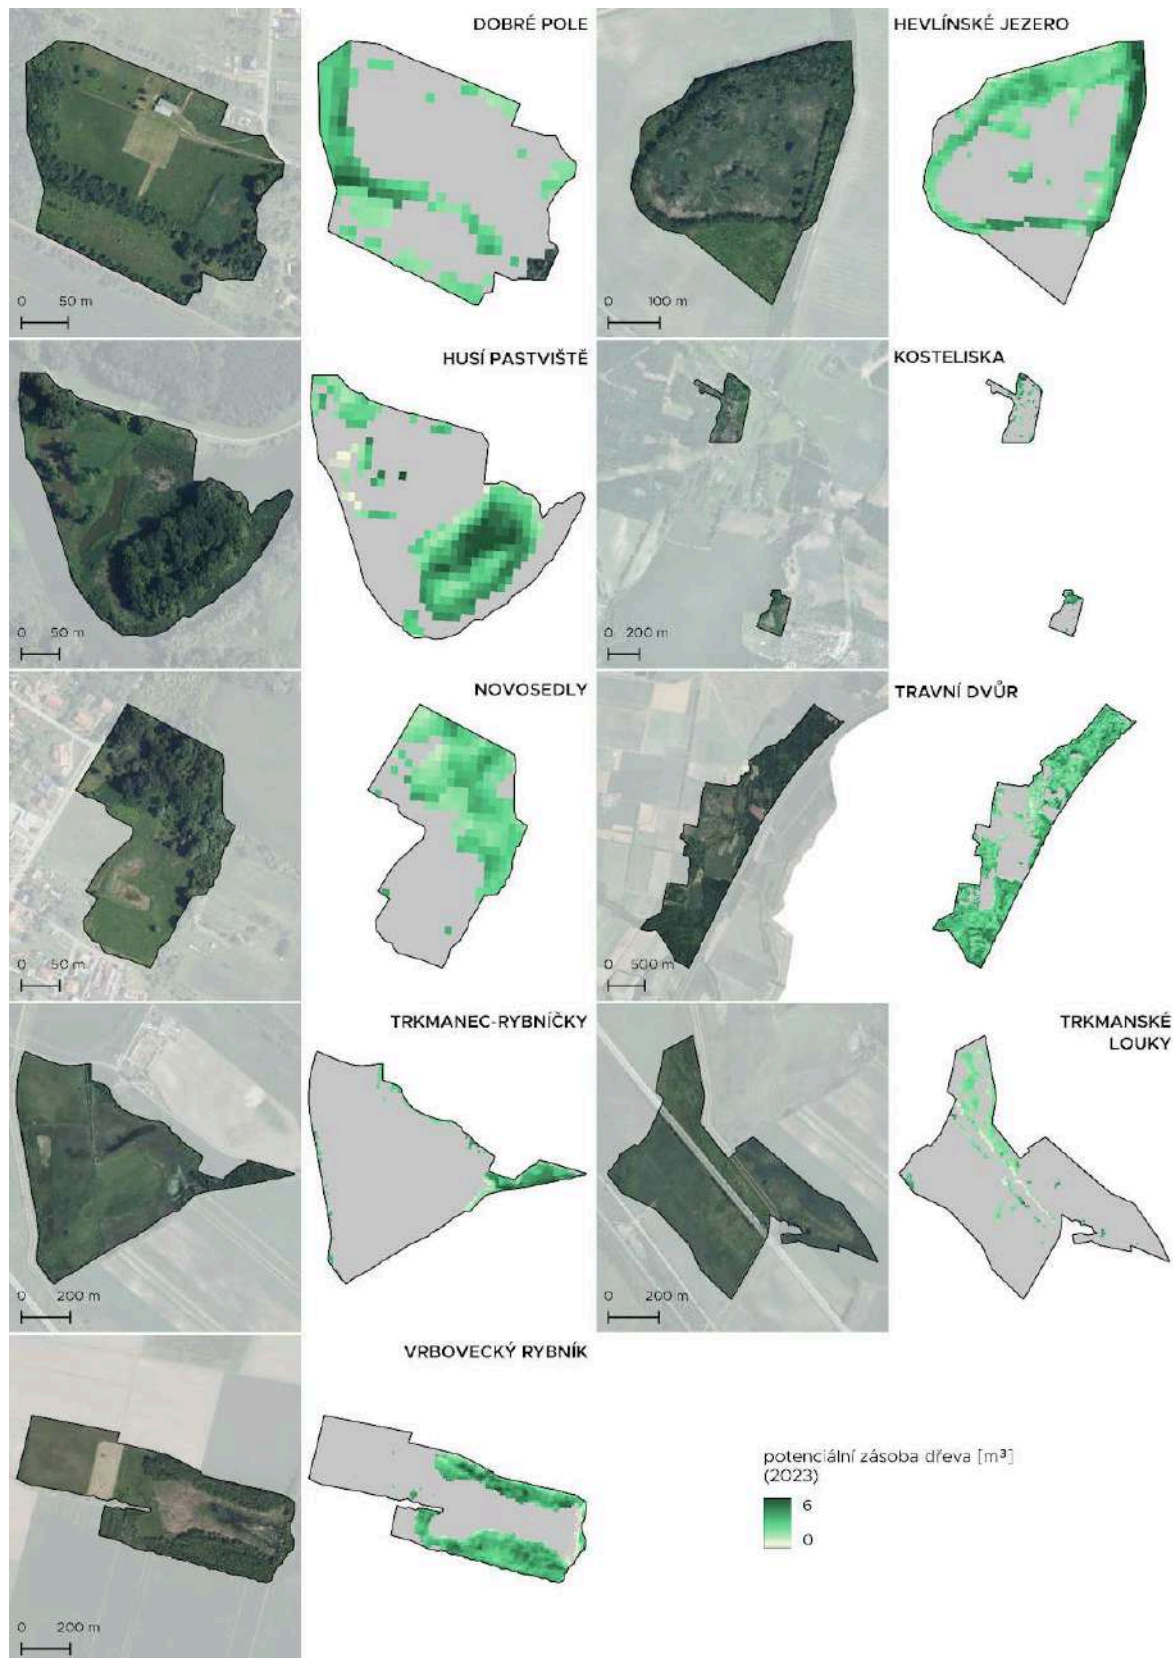 DOBRÉ POLE
HEVLÍNSKÉ JEZERO
0 50 m
0 100 m
HUSÍ PASTVIŠTĚ
KOSTELISKA
0 50 m
0 200 m
NOVOSEDLY
TRAVNÍ DVŮR
0 50 m
0 500 m
TRKMANEC-RYBNÍČKY
TRKMANSKÉ
LOUKY
0 200 m
0 200 m
VRBOVECKÝ RYBNÍK
potenciální zásoba dřeva [m³]
(2023)
6
0
0 200 m